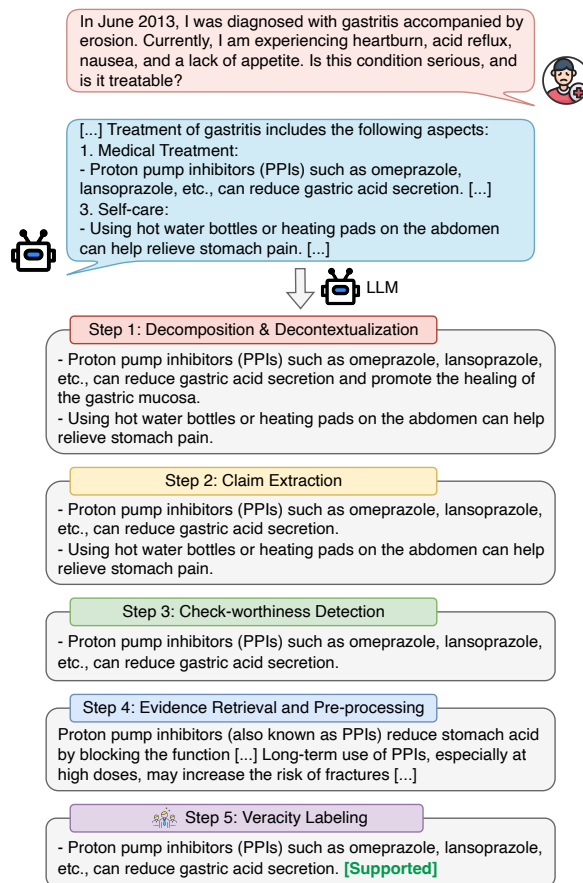 In June 2013, I was diagnosed with gastritis accompanied by
erosion. Currently, I am experiencing heartburn, acid reflux,
nausea, and a lack of appetite. Is this condition serious, and
is it treatable?
[...] Treatment of gastritis includes the following aspects:
1. Medical Treatment:
- Proton pump inhibitors (PPIs) such as omeprazole,
lansoprazole, etc., can reduce gastric acid secretion. [...]
3. Self-care:
- Using hot water bottles or heating pads on the abdomen
can help relieve stomach pain. [...]
LLM
Step 1: Decomposition & Decontextualization
- Proton pump inhibitors (PPIs) such as omeprazole, lansoprazole,
etc., can reduce gastric acid secretion and promote the healing of
the gastric mucosa.
- Using hot water bottles or heating pads on the abdomen can help
relieve stomach pain.
Step 2: Claim Extraction
- Proton pump inhibitors (PPIs) such as omeprazole, lansoprazole,
etc., can reduce gastric acid secretion.
- Using hot water bottles or heating pads on the abdomen can help
relieve stomach pain.
Step 3: Check-worthiness Detection
- Proton pump inhibitors (PPIs) such as omeprazole, lansoprazole,
etc., can reduce gastric acid secretion.
Step 4: Evidence Retrieval and Pre-processing
Proton pump inhibitors (also known as PPIs) reduce stomach acid
by blocking the function [...] Long-term use of PPIs, especially at
high doses, may increase the risk of fractures [...]
Step 5: Veracity Labeling
- Proton pump inhibitors (PPIs) such as omeprazole, lansoprazole,
etc., can reduce gastric acid secretion. [Supported]